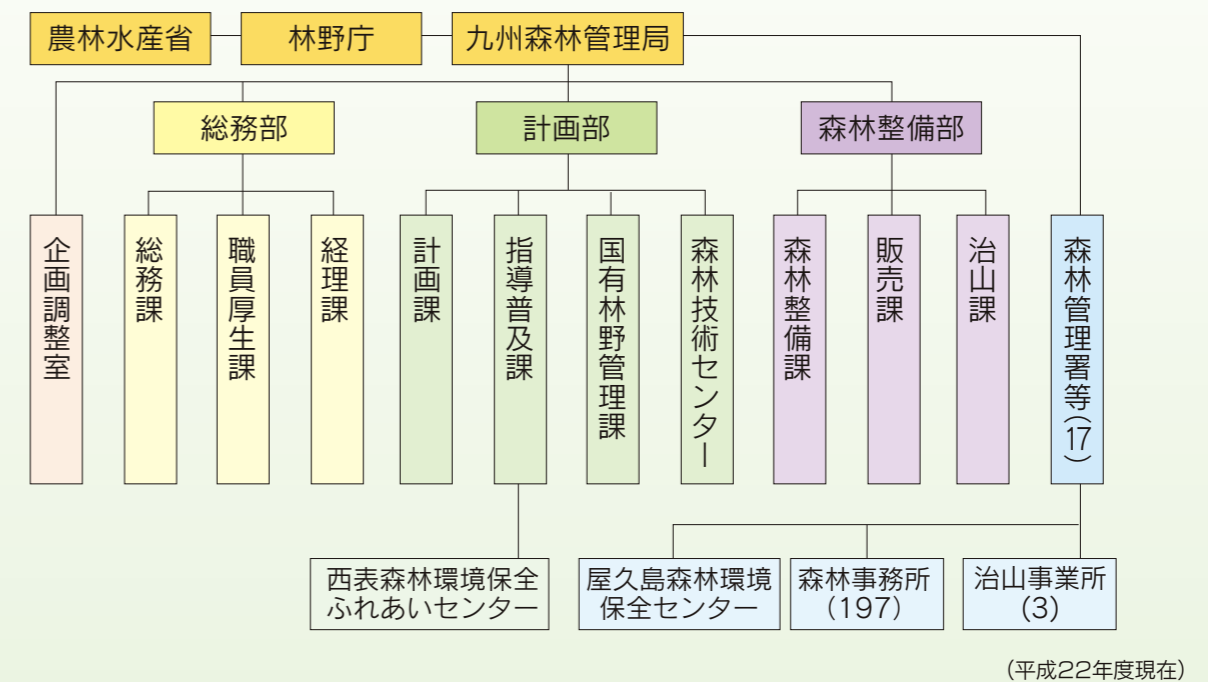 農林水産省
林野庁
九州森林管理局
総務部
計画部
森林整備部
企画調整室
総務課
職員厚生課
経理課
計画課
指導普及課
国有林野管理課
森林技術センター
森林整備課
販売課
治山課
森林管理署等(17)
西表森林環境保全
ふれあいセンター
屋久島森林環境
保全センター
森林事務所
(197)
治山事業所
(3)
(平成22年度現在)